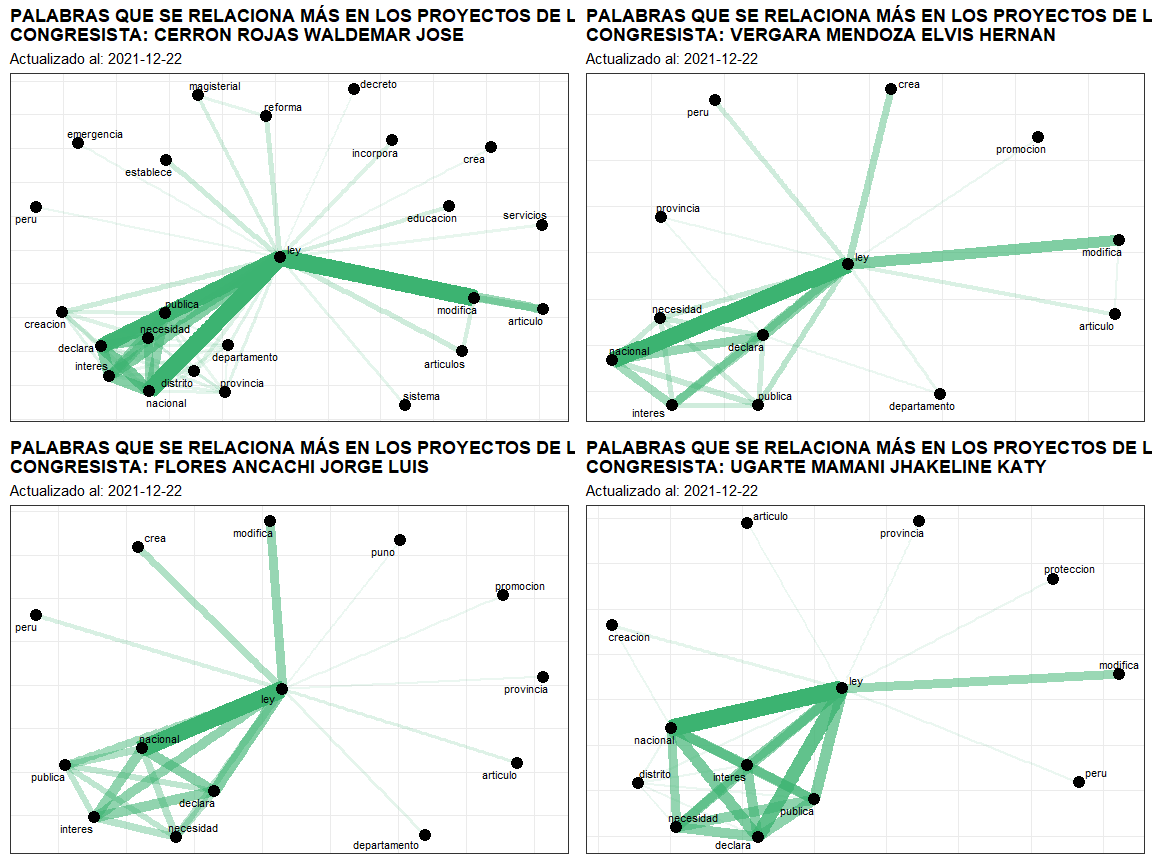 PALABRAS QUE SE RELACIONA MÁS EN LOS PROYECTOS DE L
CONGRESISTA: CERRON ROJAS WALDEMAR JOSE
Actualizado al: 2021-12-22
magisterial
decreto
reforma
emergencia
incorpora
crea
establece
peru
educacion
servicios
ley
publica
modifica
articulo
creacion
necesidad
declara
departamento
articulos
interes
distrito
provincia
nacional
sistema
PALABRAS QUE SE RELACIONA MÁS EN LOS PROYECTOS DE L
CONGRESISTA: VERGARA MENDOZA ELVIS HERNAN
Actualizado al: 2021-12-22
crea
peru
promocion
provincia
modifica
ley
necesidad
articulo
declara
nacional
publica
interes
departamento
PALABRAS QUE SE RELACIONA MÁS EN LOS PROYECTOS DE L
CONGRESISTA: FLORES ANCACHI JORGE LUIS
Actualizado al: 2021-12-22
modifica
crea
puno
promocion
peru
provincia
ley
nacional
publica
articulo
declara
interes
necesidad
departamento
PALABRAS QUE SE RELACIONA MÁS EN LOS PROYECTOS DE L
CONGRESISTA: UGARTE MAMANI JHAKELINE KATY
Actualizado al: 2021-12-22
articulo
provincia
proteccion
creacion
modifica
ley
nacional
distrito
interes
peru
publica
necesidad
declara